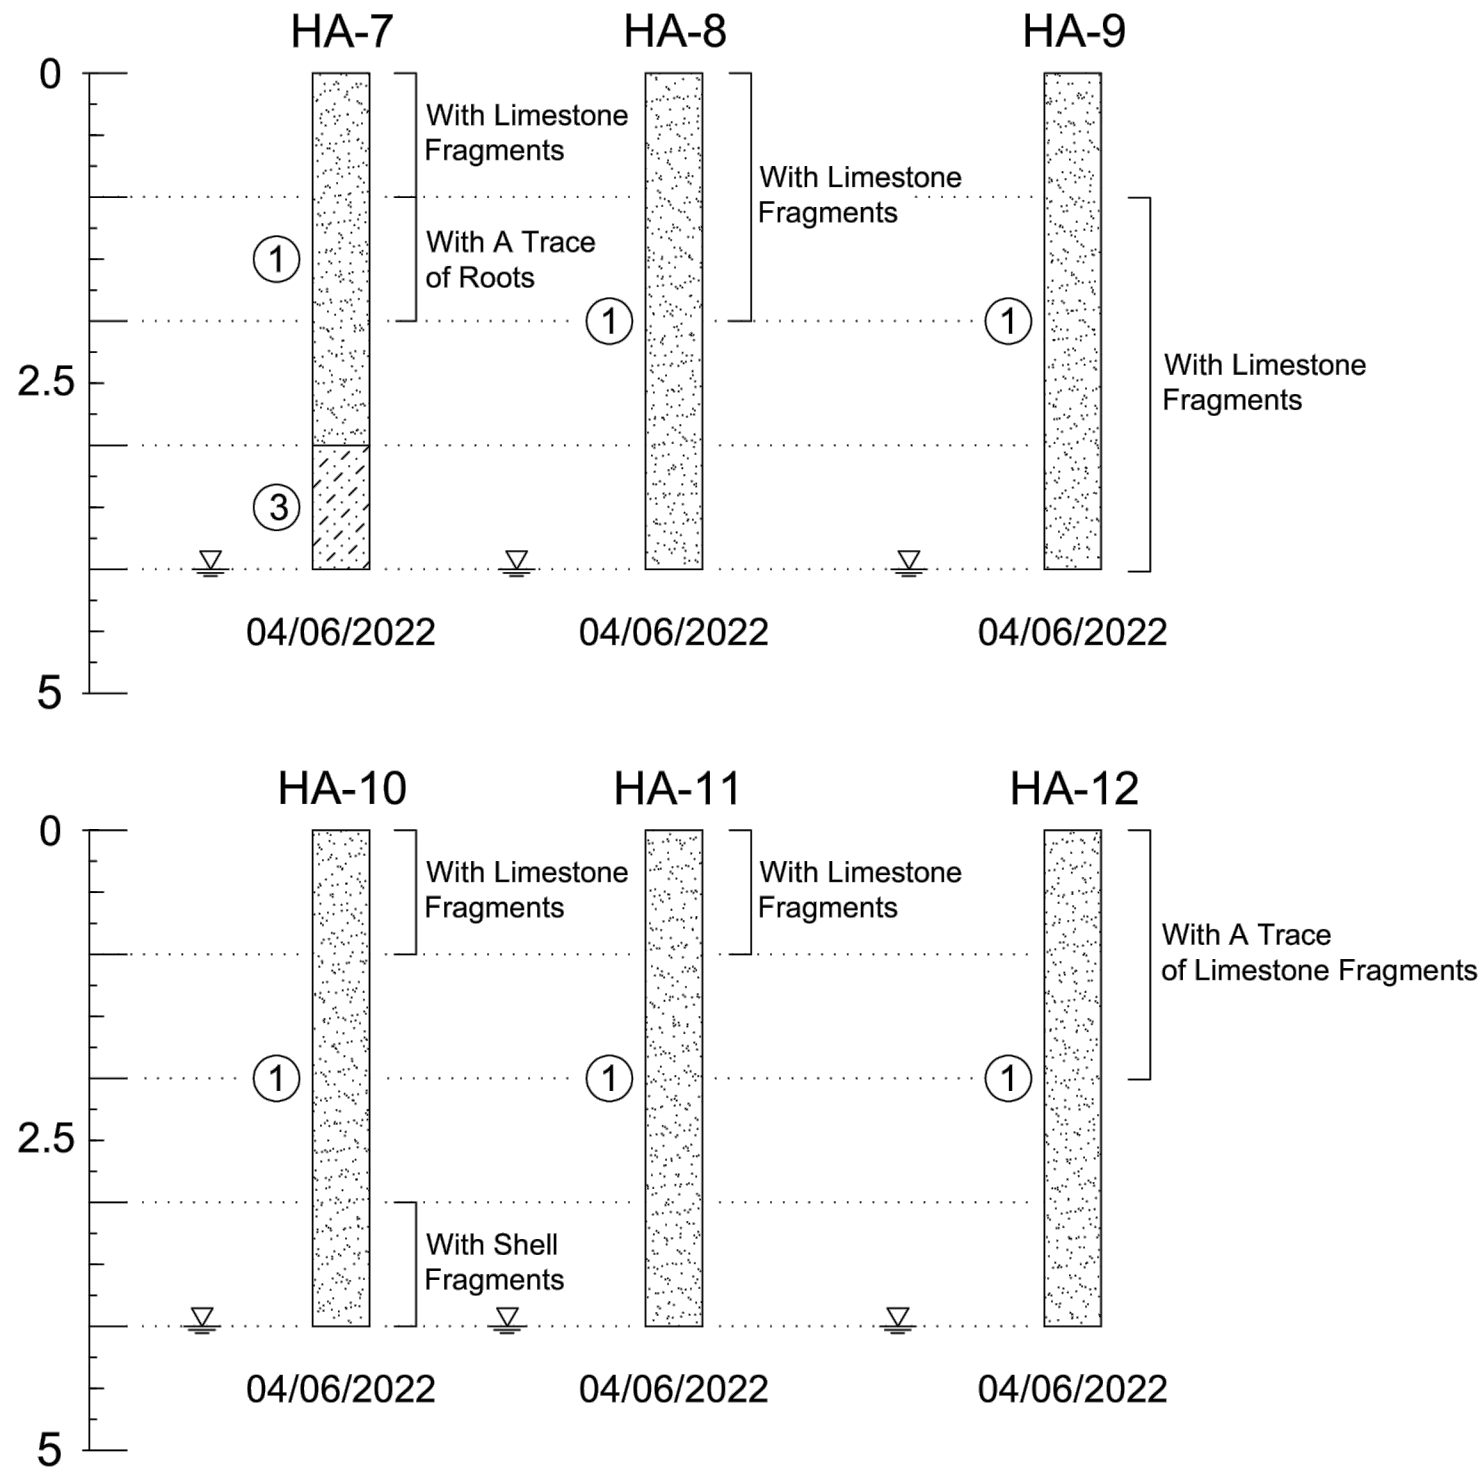 HA-7 HA-8 HA-9
0
With Limestone
Fragments
With Limestone
Fragments
With A Trace
of Roots
1
1
1
With Limestone
Fragments
2.5
3
04/06/2022 04/06/2022 04/06/2022
5
HA-10 HA-11 HA-12
0
With Limestone
Fragments
With Limestone
Fragments
With A Trace
of Limestone Fragments
1
1
1
2.5
With Shell
Fragments
04/06/2022 04/06/2022 04/06/2022
5